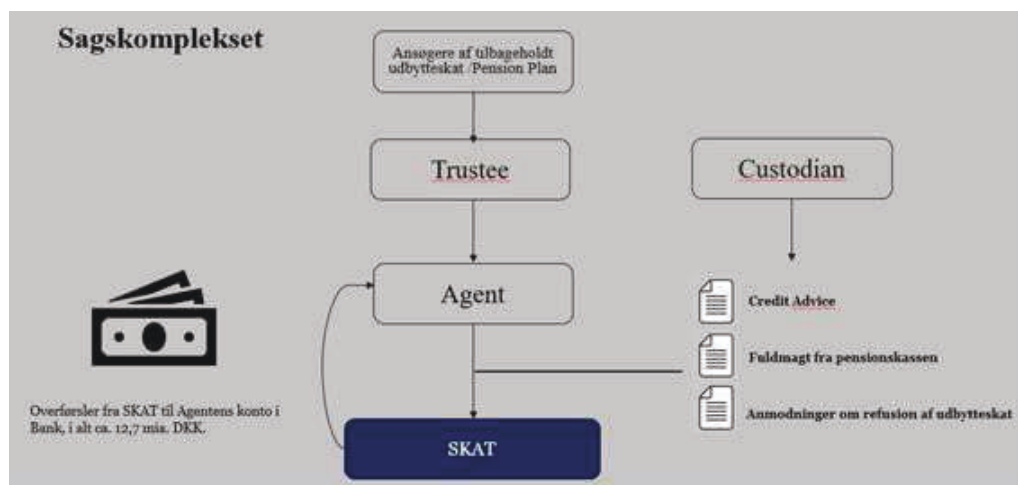 Sagskomplekset
Ansøgere af tilbageholdt
udbytteskat /Pension Plan
Trustee
Custodian
Agent
Credit Advice
Fuldmagt fra pensionskassen
Anmodninger om refusion af udbytteskat
Overførsler fra SKAT til Agentens konto i
Bank, i alt ca. 12,7 mia. DKK.
SKAT